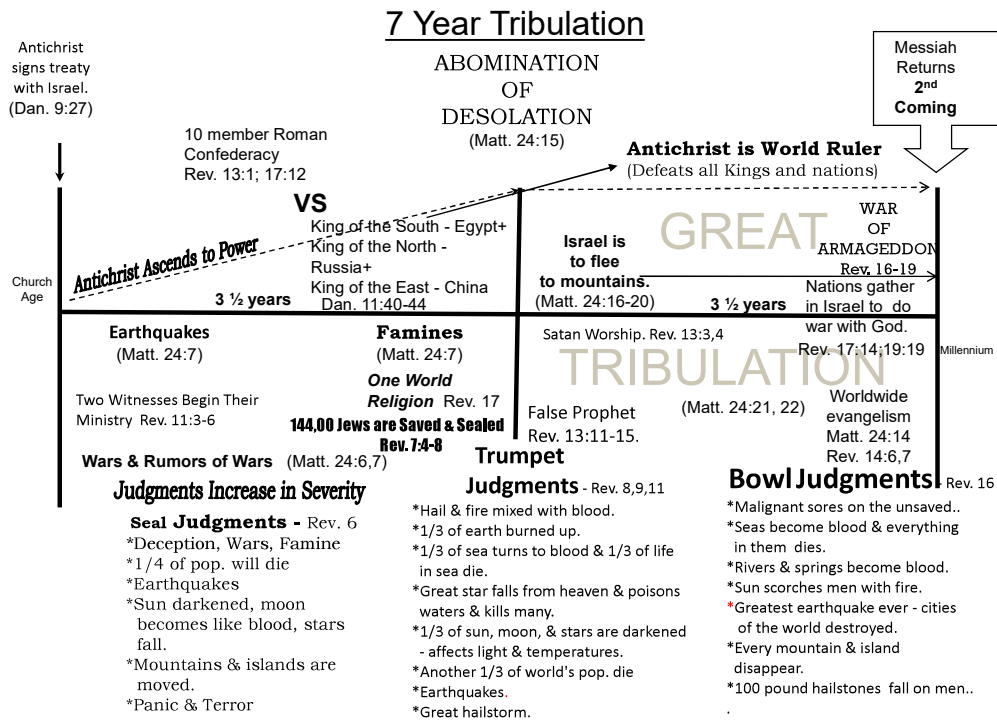 7 Year Tribulation
Antichrist
signs treaty
with Israel.
(Dan. 9:27)
ABOMINATION
OF
DESOLATION
(Matt. 24:15)
Messiah
Returns
2nd
Coming
10 member Roman
Confederacy
Rev. 13:1; 17:12
Antichrist is World Ruler
(Defeats all Kings and nations)
VS
King of the South - Egypt+
King of the North -
Russia+
King of the East - China
Dan. 11:40-44
Antichrist Ascends to Power
Church
Age
3 ½ years
Israel is
to flee
to mountains.
(Matt. 24:16-20)
GREAT
WAR
OF
ARMAGEDDON
Rev. 16-19
3 ½ years
Nations gather
in Israel to do
war with God.
Rev. 17:14;19:19
Millennium
Earthquakes
(Matt. 24:7)
Famines
(Matt. 24:7)
One World
Religion Rev. 17
Two Witnesses Begin Their
Ministry Rev. 11:3-6
144,00 Jews are Saved & Sealed
Rev. 7:4-8
Wars & Rumors of Wars (Matt. 24:6,7)
Satan Worship. Rev. 13:3,4
TRIBULATION
(Matt. 24:21, 22)
False Prophet
Rev. 13:11-15.
Worldwide
evangelism
Matt. 24:14
Rev. 14:6,7
Judgments Increase in Severity
Seal Judgments - Rev. 6
*Deception, Wars, Famine
*1/4 of pop. will die
*Earthquakes
*Sun darkened, moon
becomes like blood, stars
fall.
*Mountains & islands are
moved.
*Panic & Terror
Trumpet
Judgments - Rev. 8,9,11
*Hail & fire mixed with blood.
*1/3 of earth burned up.
*1/3 of sea turns to blood & 1/3 of life
in sea die.
*Great star falls from heaven & poisons
waters & kills many.
*1/3 of sun, moon, & stars are darkened
- affects light & temperatures.
*Another 1/3 of world's pop. die
*Earthquakes.
*Great hailstorm.
Bowl Judgments - Rev. 16
*Malignant sores on the unsaved..
*Seas become blood & everything
in them dies.
*Rivers & springs become blood.
*Sun scorches men with fire.
*Greatest earthquake ever - cities
of the world destroyed.
*Every mountain & island
disappear.
*100 pound hailstones fall on men..
.